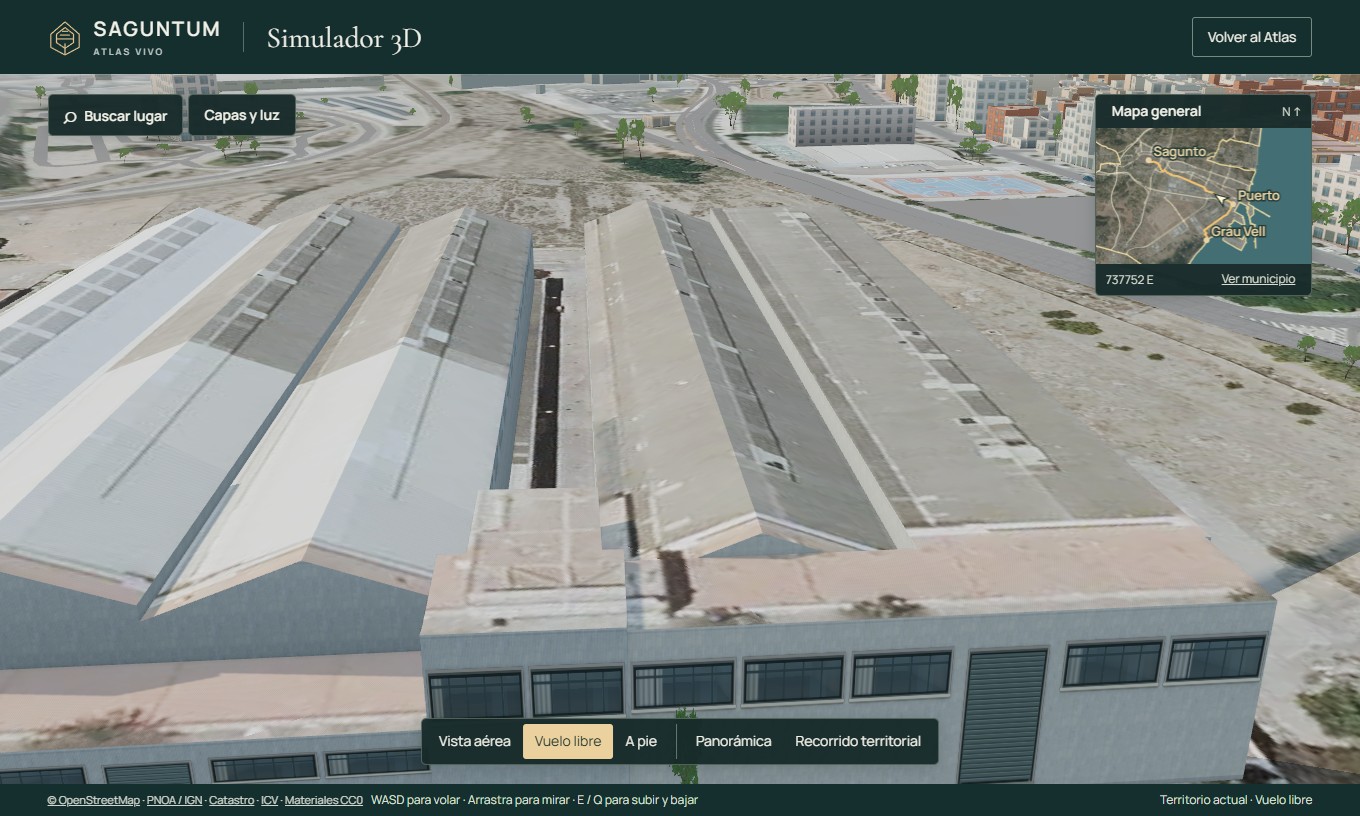 SAGUNTUM
ATLAS VIVO
Simulador 3D
Volver al Atlas
Buscar lugar
Capas y luz
Mapa general
N ↑
Sagunto
Puerto
Grau Vell
737752 E
Ver municipio
Vista aérea
Vuelo libre
A pie
Panorámica
Recorrido territorial
© OpenStreetMap · PNOA / IGN · Catastro · ICV · Materiales CC0
WASD para volar · Arrastra para mirar · E / Q para subir y bajar
Territorio actual · Vuelo libre